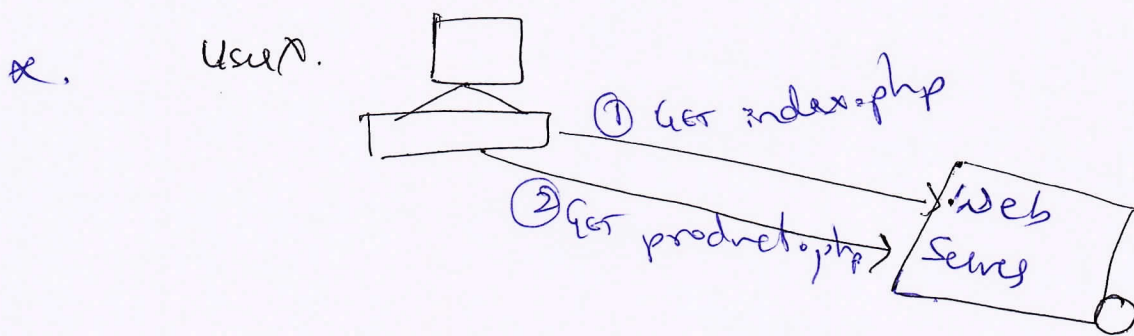 x. User.
① GET index.php
② GET product.php
Web
Server